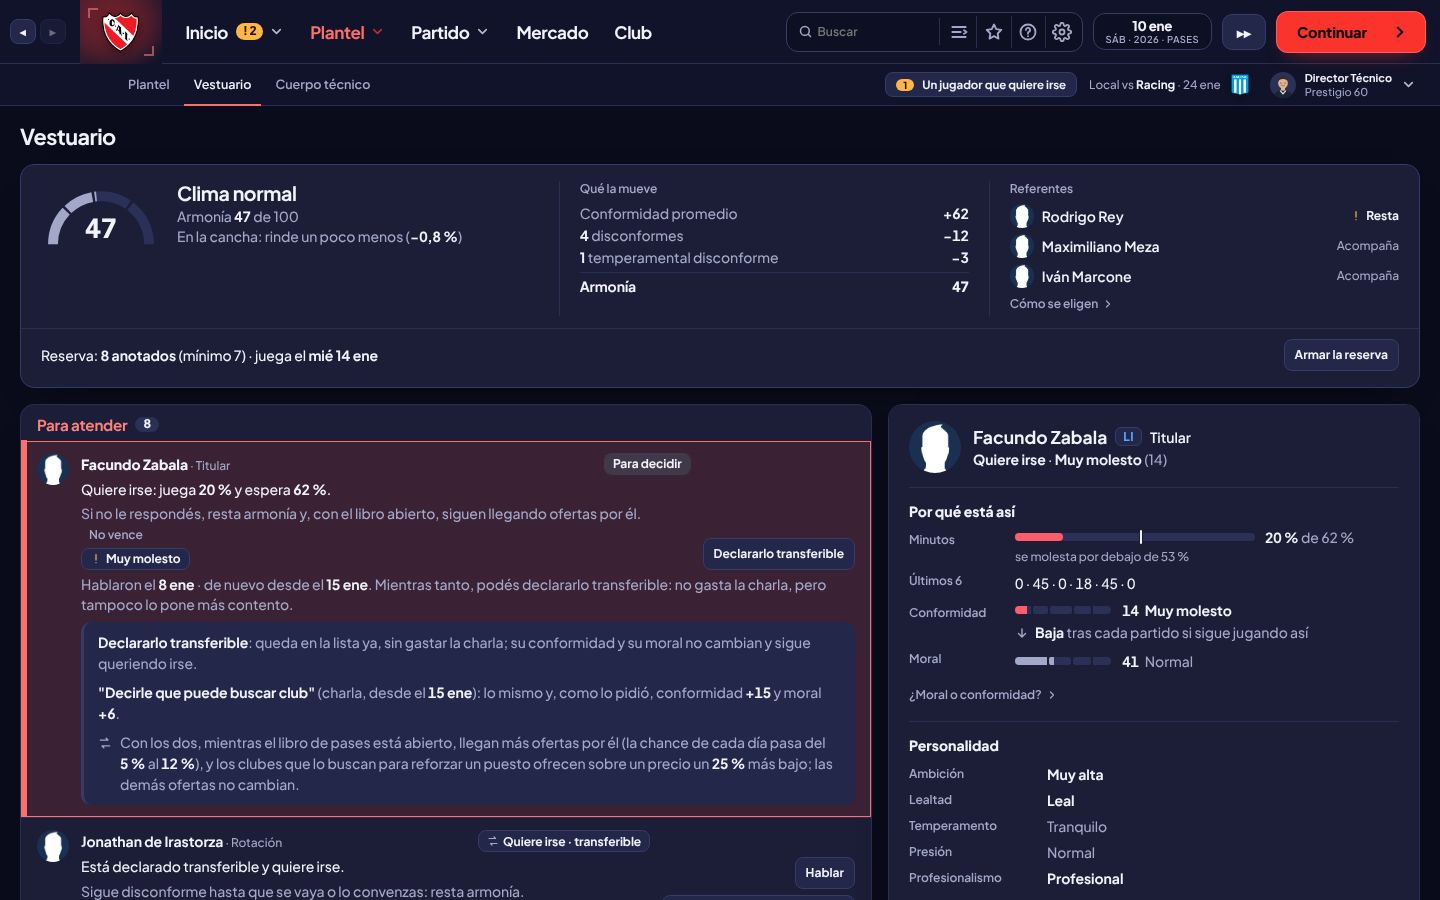 Inicio ! 2
Plantel
Partido
Mercado
Club
Buscar
10 ene
SÁB · 2026 · PASES
Continuar
Plantel
Vestuario
Cuerpo técnico
1 Un jugador que quiere irse
Local vs Racing · 24 ene
Director Técnico
Prestigio 60
Vestuario
47
Clima normal
Armonía 47 de 100
En la cancha: rinde un poco menos (−0,8 %)
Qué la mueve
Conformidad promedio +62
4 disconformes −12
1 temperamental disconforme −3
Armonía 47
Referentes
Rodrigo Rey ! Resta
Maximiliano Meza Acompaña
Iván Marcone Acompaña
Cómo se eligen
Reserva: 8 anotados (mínimo 7) · juega el mié 14 ene
Armar la reserva
Para atender 8
Facundo Zabala · Titular
Para decidir
Quiere irse: juega 20 % y espera 62 %.
Si no le respondés, resta armonía y, con el libro abierto, siguen llegando ofertas por él.
No vence
! Muy molesto
Declararlo transferible
Hablaron el 8 ene · de nuevo desde el 15 ene. Mientras tanto, podés declararlo transferible: no gasta la charla, pero
tampoco lo pone más contento.
Declararlo transferible: queda en la lista ya, sin gastar la charla; su conformidad y su moral no cambian y sigue
queriendo irse.
"Decirle que puede buscar club" (charla, desde el 15 ene): lo mismo y, como lo pidió, conformidad +15 y moral
+6.
Con los dos, mientras el libro de pases está abierto, llegan más ofertas por él (la chance de cada día pasa del
5 % al 12 %), y los clubes que lo buscan para reforzar un puesto ofrecen sobre un precio un 25 % más bajo; las
demás ofertas no cambian.
Jonathan de Irastorza · Rotación
Quiere irse · transferible
Está declarado transferible y quiere irse.
Hablar
Sigue disconforme hasta que se vaya o lo convenzas: resta armonía.
Facundo Zabala LI Titular
Quiere irse · Muy molesto (14)
Por qué está así
Minutos 20 % de 62 %
se molesta por debajo de 53 %
Últimos 6 0 · 45 · 0 · 18 · 45 · 0
Conformidad 14 Muy molesto
↓ Baja tras cada partido si sigue jugando así
Moral 41 Normal
¿Moral o conformidad?
Personalidad
Ambición Muy alta
Lealtad Leal
Temperamento Tranquilo
Presión Normal
Profesionalismo Profesional